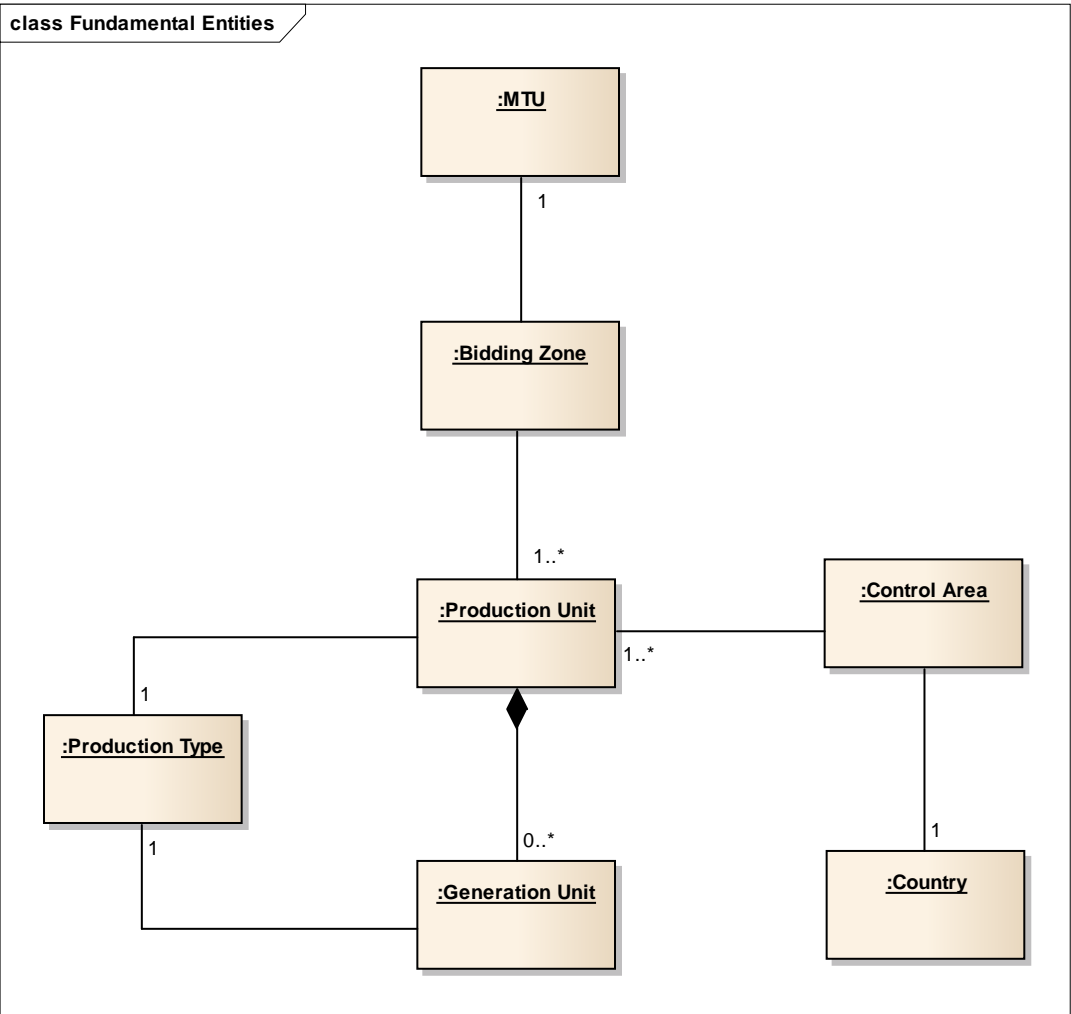 class Fundamental Entities
:MTU
1
:Bidding Zone
1..*
:Production Unit
:Control Area
1..*
1
:Production Type
1
0..*
:Generation Unit
1
:Country